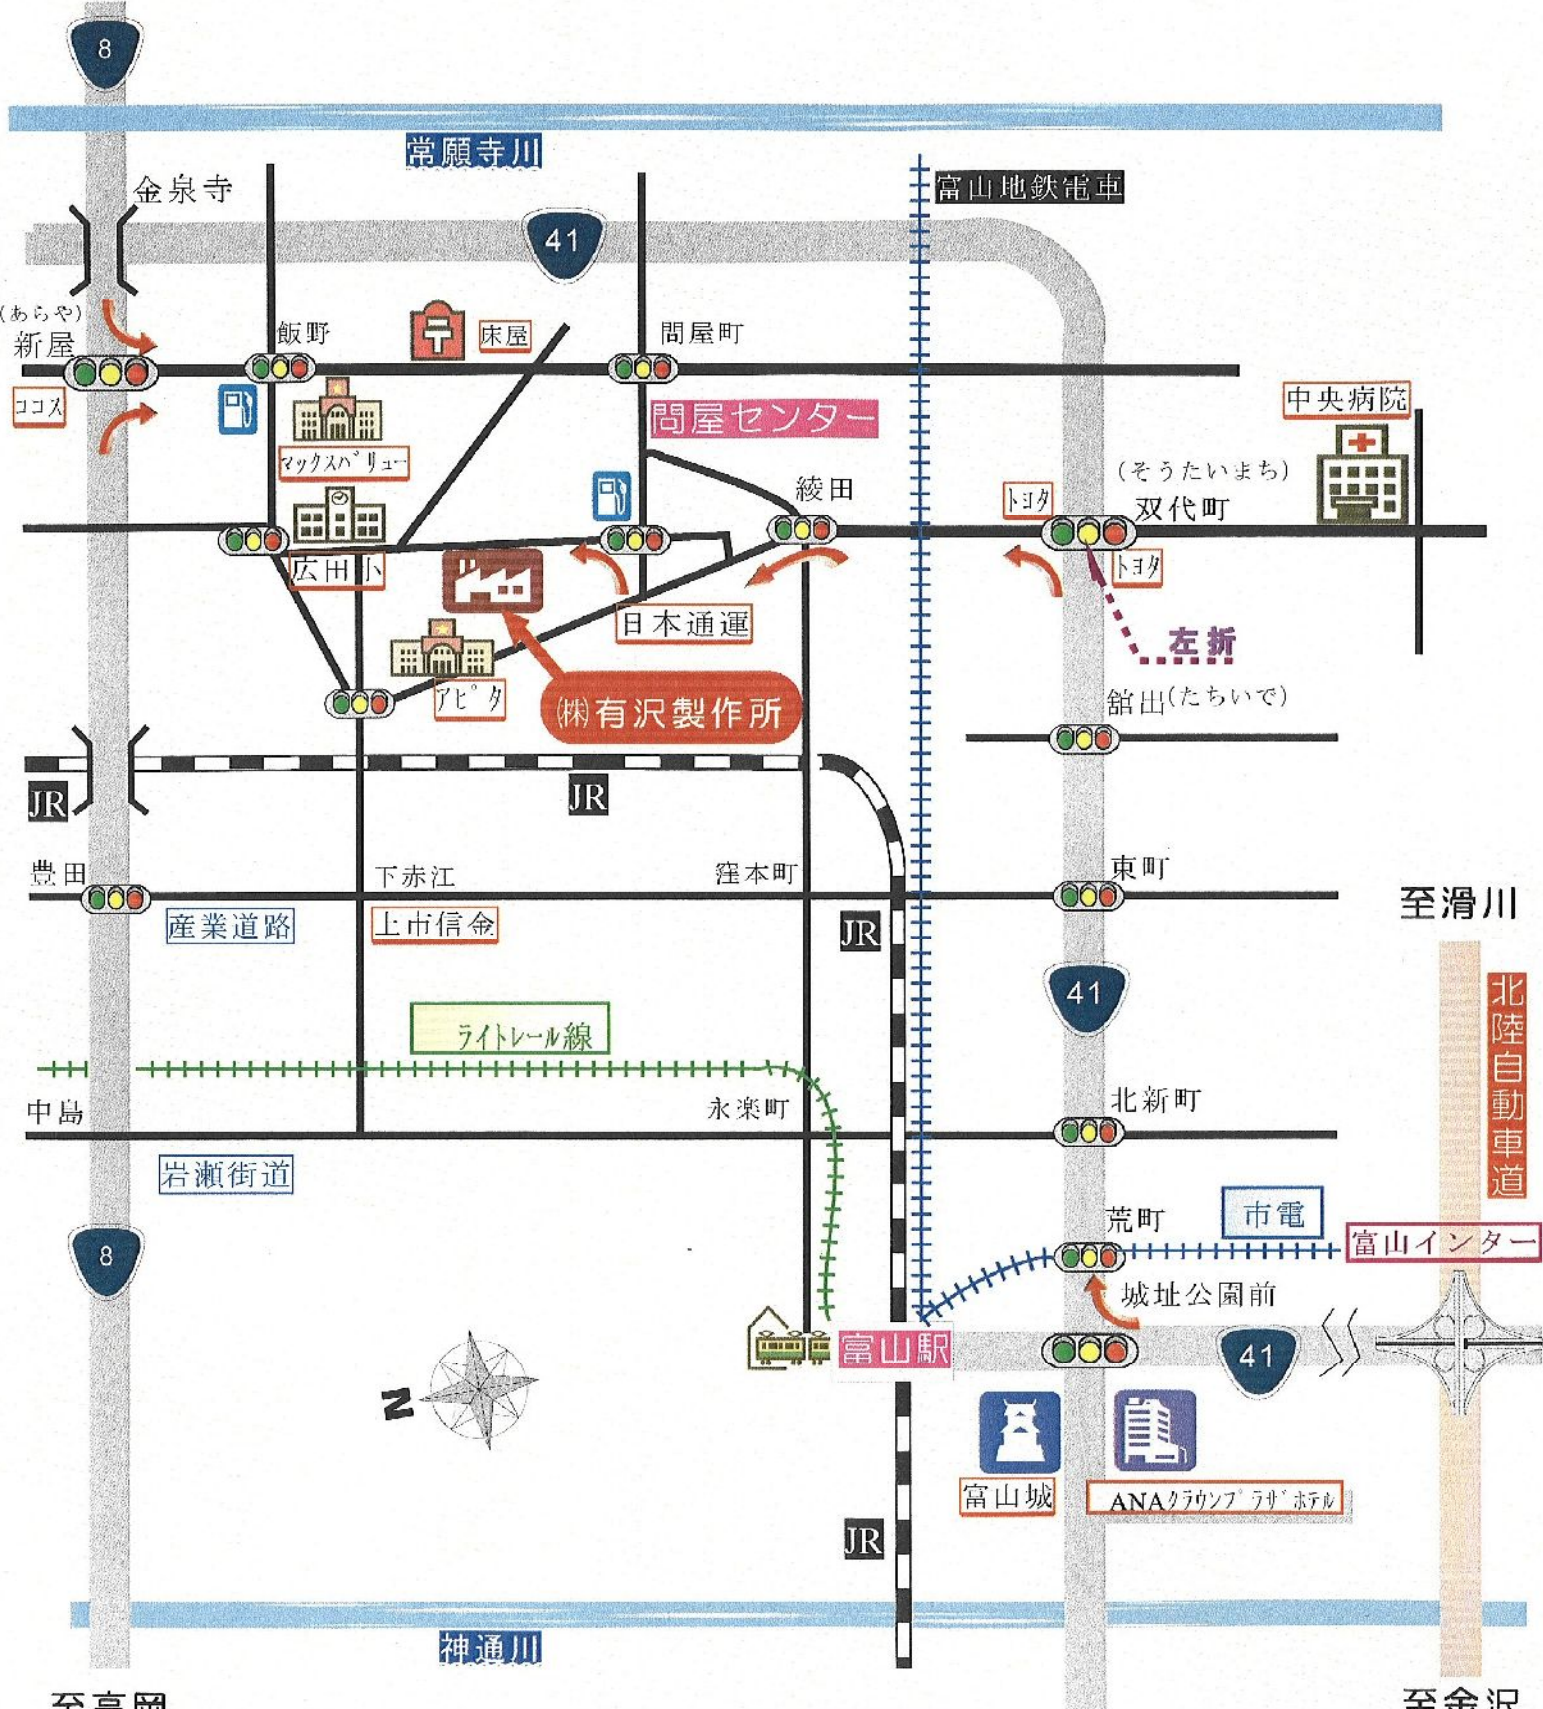 8
常願寺川
富山地鉄電車
金泉寺
41
(あらや)
新屋
飯野
床屋
問屋町
ココス
問屋センター
中央病院
マックスバリュー
綾田
トヨタ
(そうたいまち)
双代町
広田小
トヨタ
日本通運
左折
アピタ
㈱有沢製作所
舘出(たちいで)
JR
JR
豊田
下赤江
窪本町
東町
至滑川
産業道路
上市信金
JR
41
北陸自動車道
ライトレール線
中島
永楽町
北新町
岩瀬街道
荒町
市電
富山インター
8
城址公園前
富山駅
41
N
富山城
ANAクラウンプラザホテル
JR
神通川
至高岡
至金沢